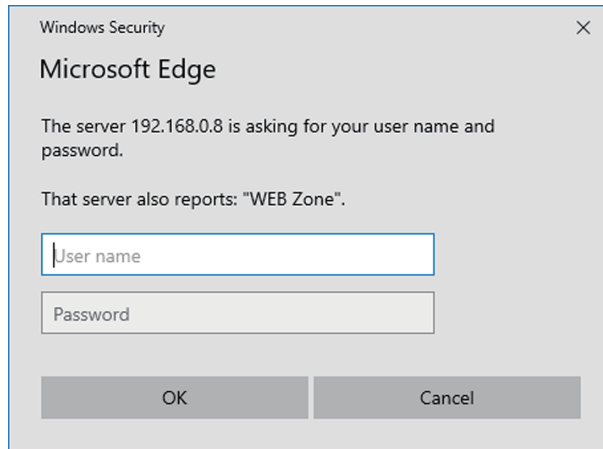 Windows Security
Microsoft Edge
The server 192.168.0.8 is asking for your user name and
password.
That server also reports: "WEB Zone".
User name
Password
OK
Cancel